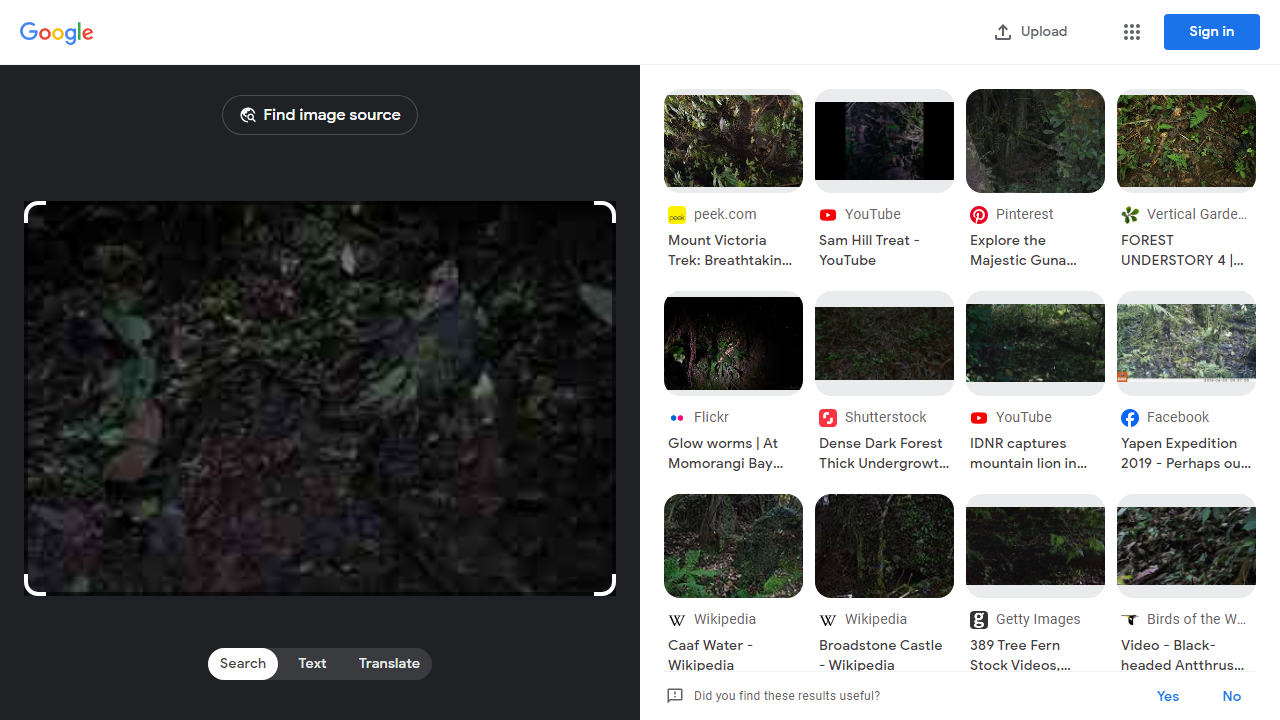 Google
Upload
Sign in
Find image source
Search
Text
Translate
peek
peek.com
Mount Victoria
Trek: Breathtakin...
YouTube
Sam Hill Treat -
YouTube
Pinterest
Explore the
Majestic Guna...
Vertical Garde...
FOREST
UNDERSTORY 4 |...
Flickr
Glow worms | At
Momorangi Bay...
Shutterstock
Dense Dark Forest
Thick Undergrowt...
YouTube
IDNR captures
mountain lion in...
Facebook
Yapen Expedition
2019 - Perhaps ou...
Wikipedia
Caaf Water -
Wikipedia
Wikipedia
Broadstone Castle
- Wikipedia
Getty Images
389 Tree Fern
Stock Videos,...
Birds of the W...
Video - Black-
headed Antthrus...
Did you find these results useful?
Yes
No